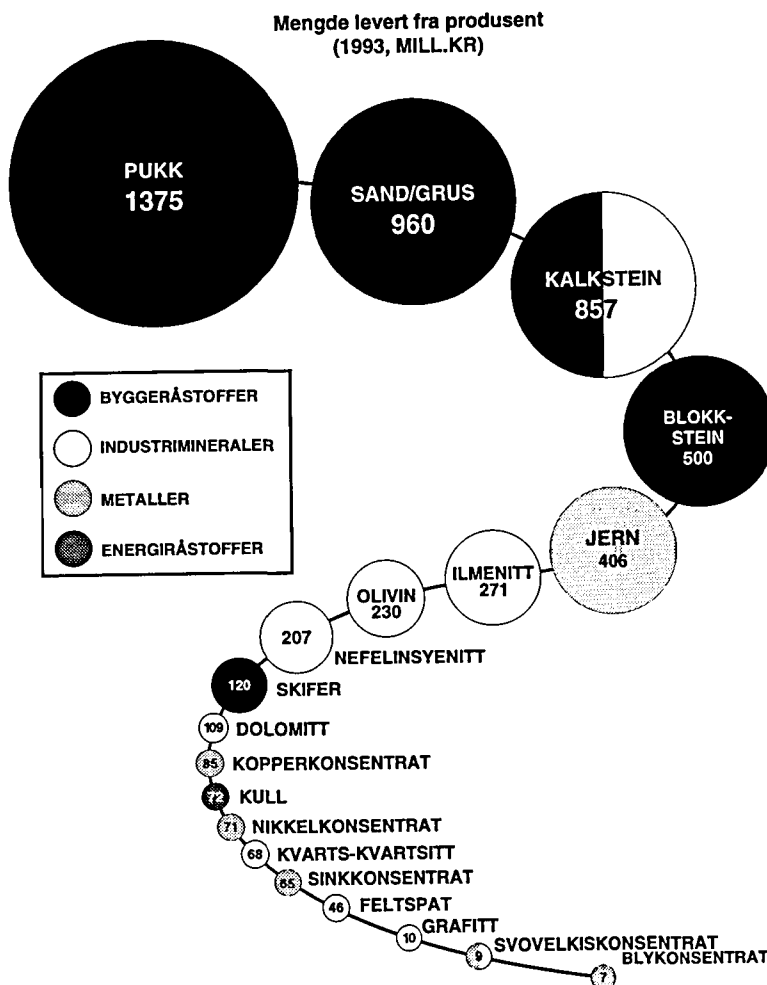 Mengde levert fra produsent
(1993, MILL.KR)
PUKK
1375
SAND/GRUS
960
KALKSTEIN
857
BLOKK-
STEIN
500
BYGGERÅSTOFFER
INDUSTRIMINERALER
METALLER
ENERGIRÅSTOFFER
JERN
406
ILMENITT
271
OLIVIN
230
207
NEFELINSYENITT
120
SKIFER
109
DOLOMITT
85
KOPPERKONSENTRAT
72
KULL
71
NIKKELKONSENTRAT
68
KVARTS-KVARTSITT
65
SINKKONSENTRAT
46
FELTSPAT
10
GRAFITT
9
SVOVELKISKONSENTRAT
7
BLYKONSENTRAT